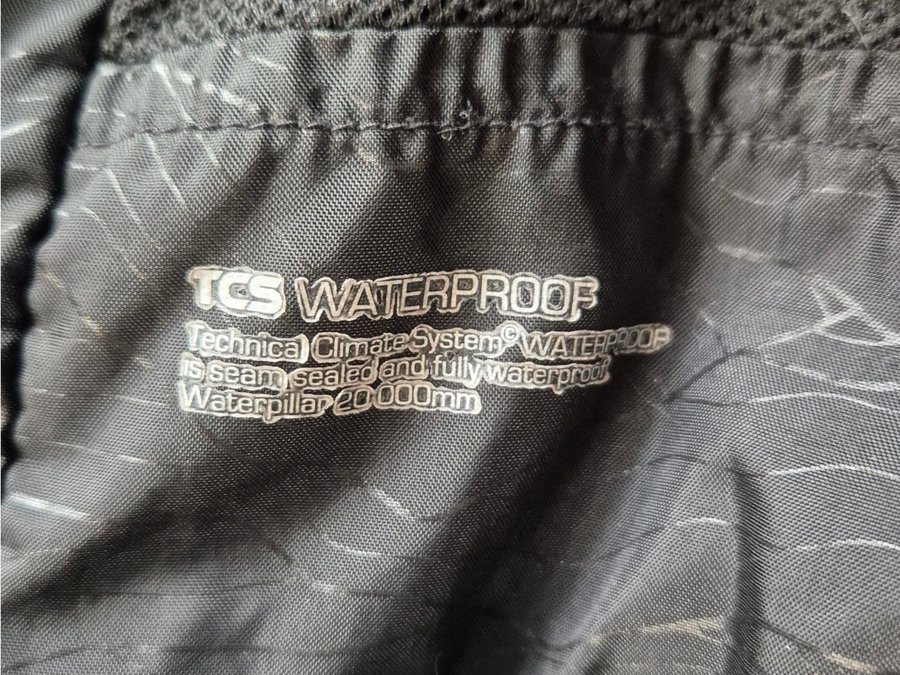 TCS WATERPROOF
Technical Climate System© WATERPROOF
is seam sealed and fully waterproof
Waterpillar 20 000mm